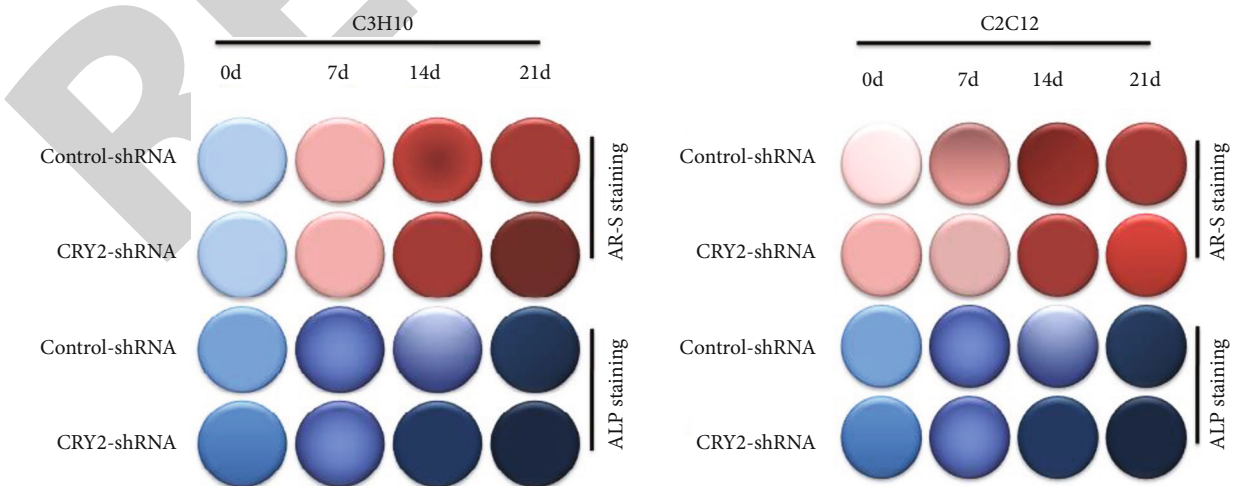 C3H10
0d 7d 14d 21d
Control-shRNA
CRY2-shRNA
AR-S staining
Control-shRNA
CRY2-shRNA
ALP staining
C2C12
0d 7d 14d 21d
Control-shRNA
CRY2-shRNA
AR-S staining
Control-shRNA
CRY2-shRNA
ALP staining